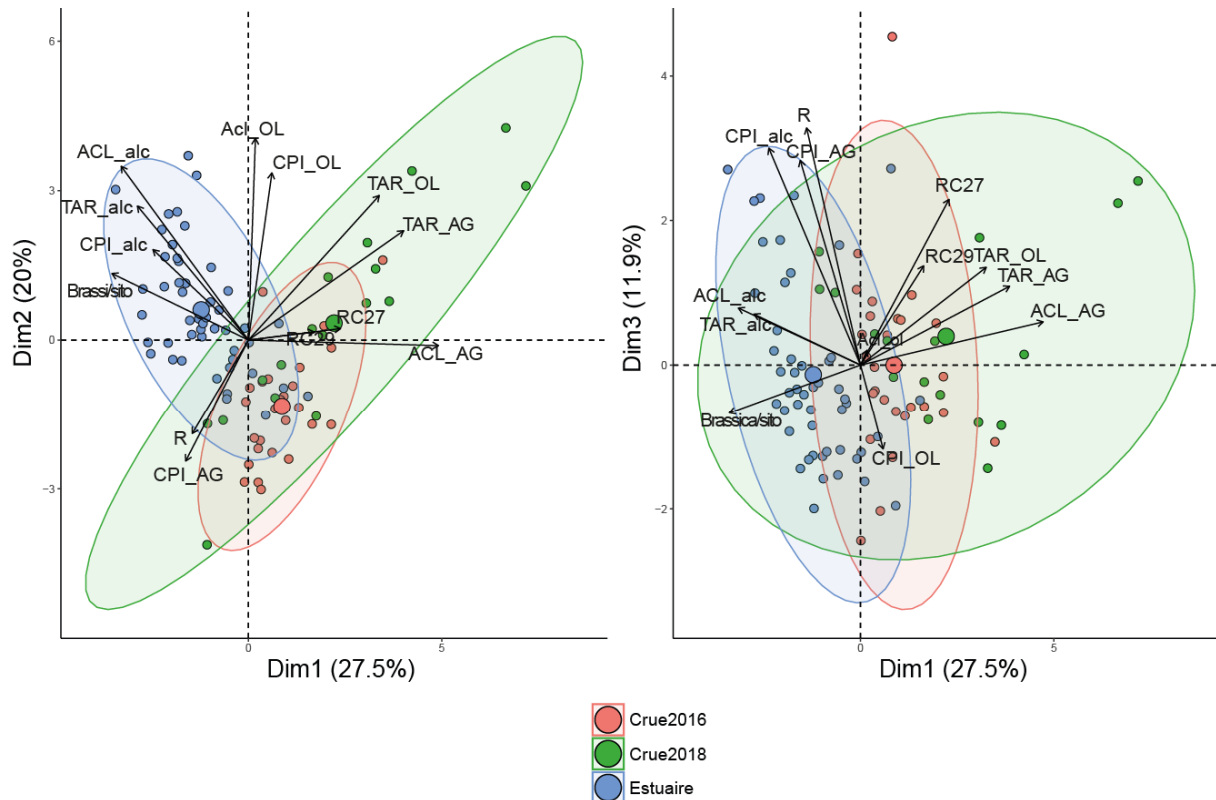 6
3
0
−3
0
5
Dim2 (20%)
Dim1 (27.5%)
Acl_OL
CPI_OL
ACL_alc
TAR_OL
TAR_alc
TAR_AG
CPI_alc
Brassi/sito
RC27
RC29
ACL_AG
R
CPI_AG
4
2
0
−2
0
5
Dim3 (11.9%)
Dim1 (27.5%)
R
CPI_alc
CPI_AG
RC27
RC29
TAR_OL
TAR_AG
ACL_alc
ACL_AG
TAR_alc
Acl_ol
Brassica/sito
CPI_OL
Crue2016
Crue2018
Estuaire